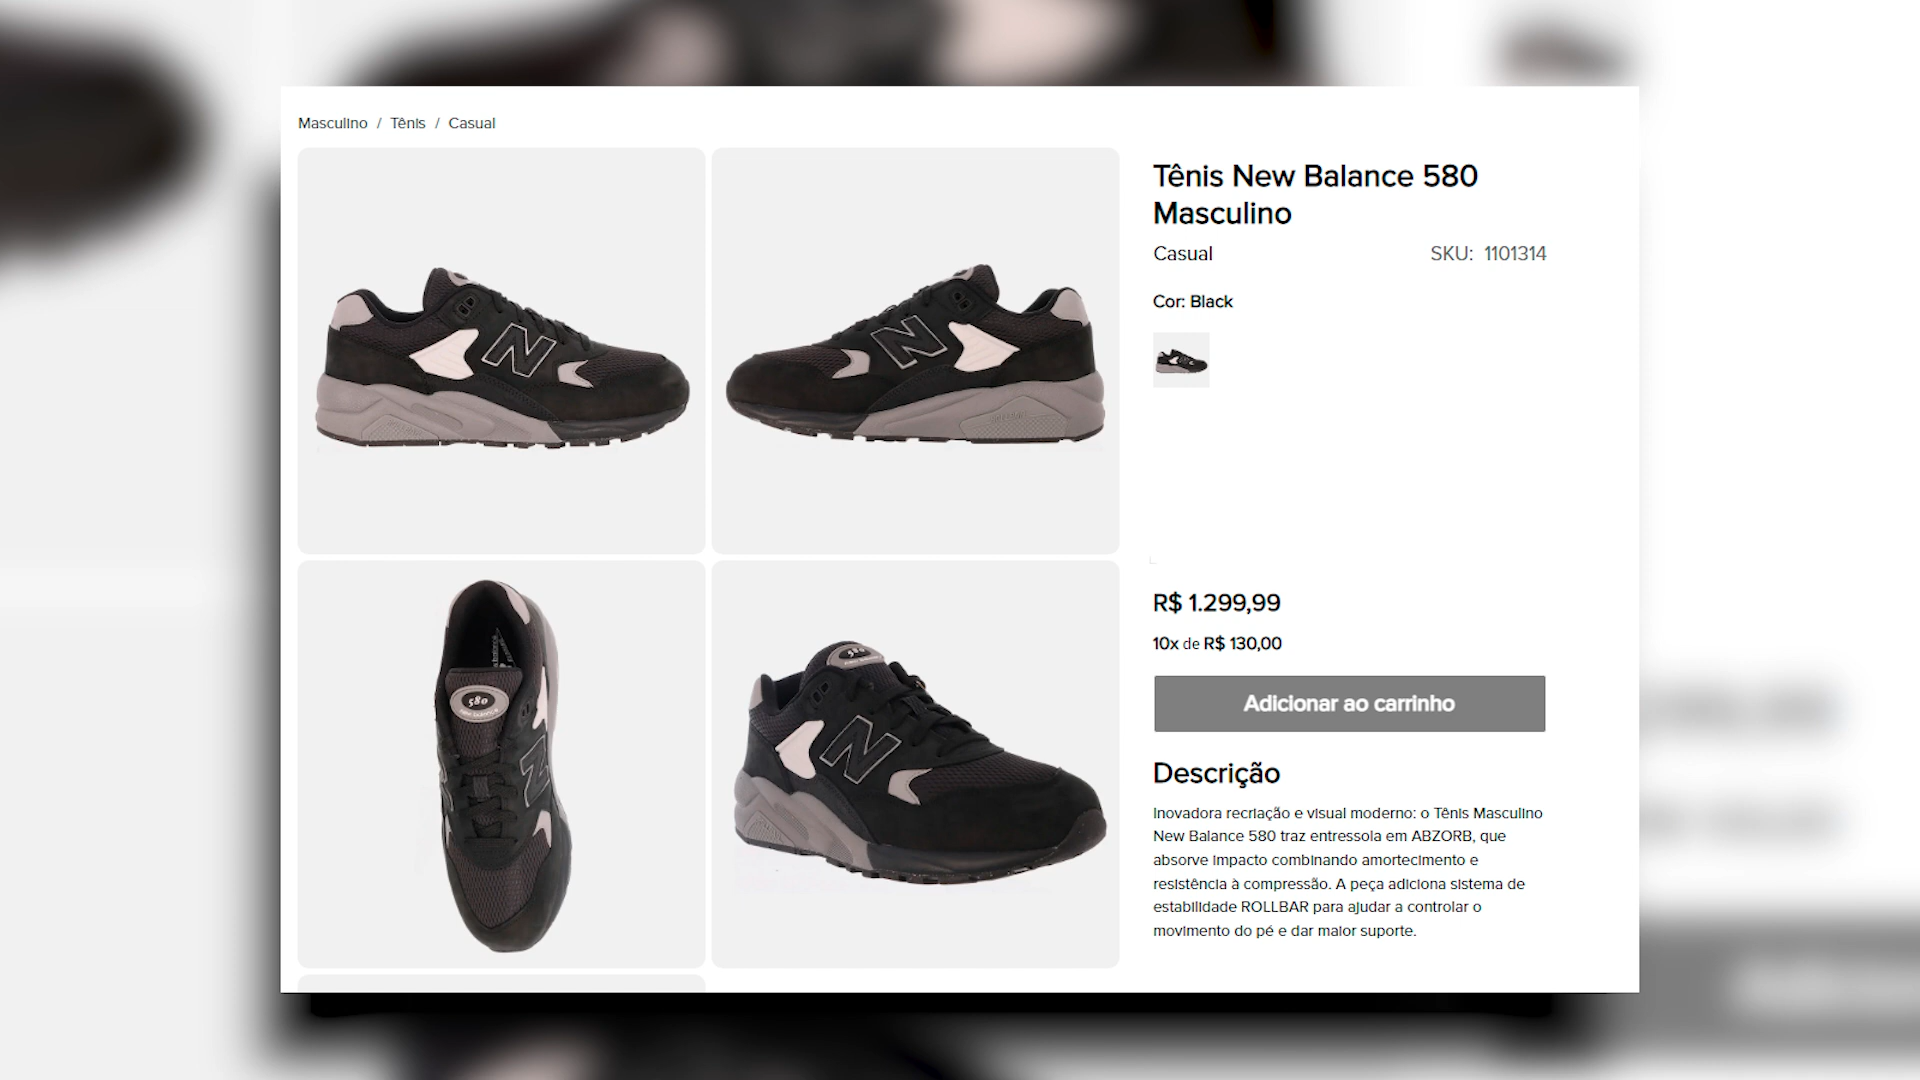 Masculino / Tênis / Casual
Tênis New Balance 580
Masculino
Casual
SKU: 1101314
Cor: Black
R$ 1.299,99
10x de R$ 130,00
Adicionar ao carrinho
Descrição
Inovadora recriação e visual moderno: o Tênis Masculino
New Balance 580 traz entressola em ABZORB, que
absorve impacto combinando amortecimento e
resistência à compressão. A peça adiciona sistema de
estabilidade ROLLBAR para ajudar a controlar o
movimento do pé e dar maior suporte.
N
N
580
new balance
N
580
N